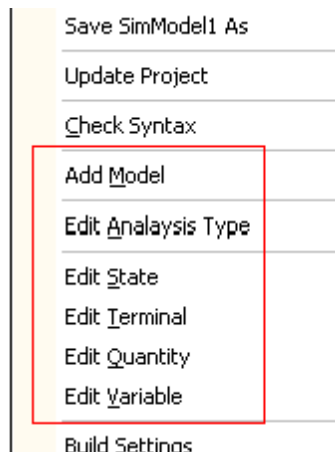 Save SimModel1 As
Update Project
Check Syntax
Add Model
Edit Analaysis Type
Edit State
Edit Terminal
Edit Quantity
Edit Variable
Build Settings